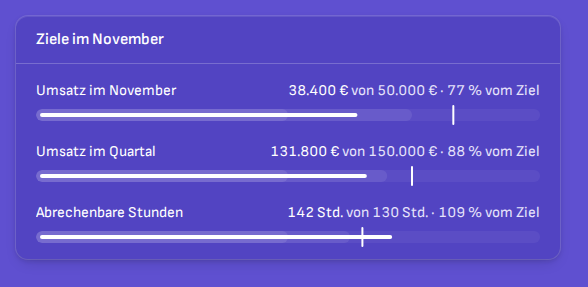 Ziele im November
Umsatz im November 38.400 € von 50.000 € · 77 % vom Ziel
Umsatz im Quartal 131.800 € von 150.000 € · 88 % vom Ziel
Abrechenbare Stunden 142 Std. von 130 Std. · 109 % vom Ziel